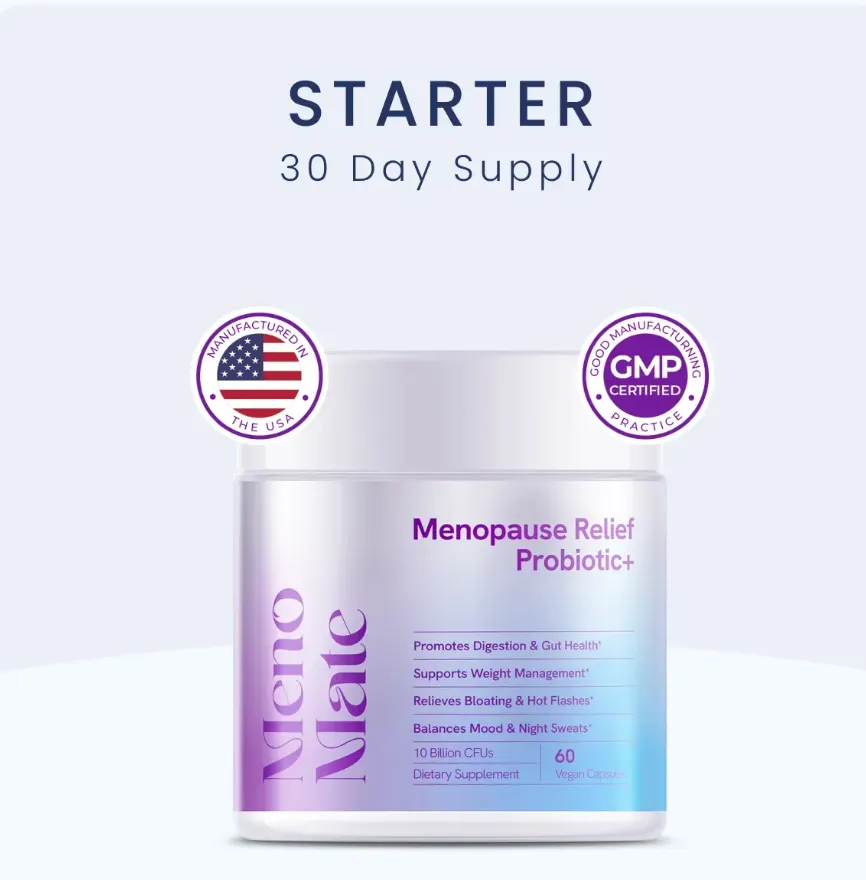 STARTER
30 Day Supply
MANUFACTURED IN
THE USA
GOOD MANUFACTURNING
GMP
CERTIFIED
PRACTICE
Menopause Relief
Probiotic+
Meno
Mate
Promotes Digestion & Gut Health*
Supports Weight Management*
Relieves Bloating & Hot Flashes*
Balances Mood & Night Sweats*
10 Billion CFUs
60
Dietary Supplement
Vegan Capsules